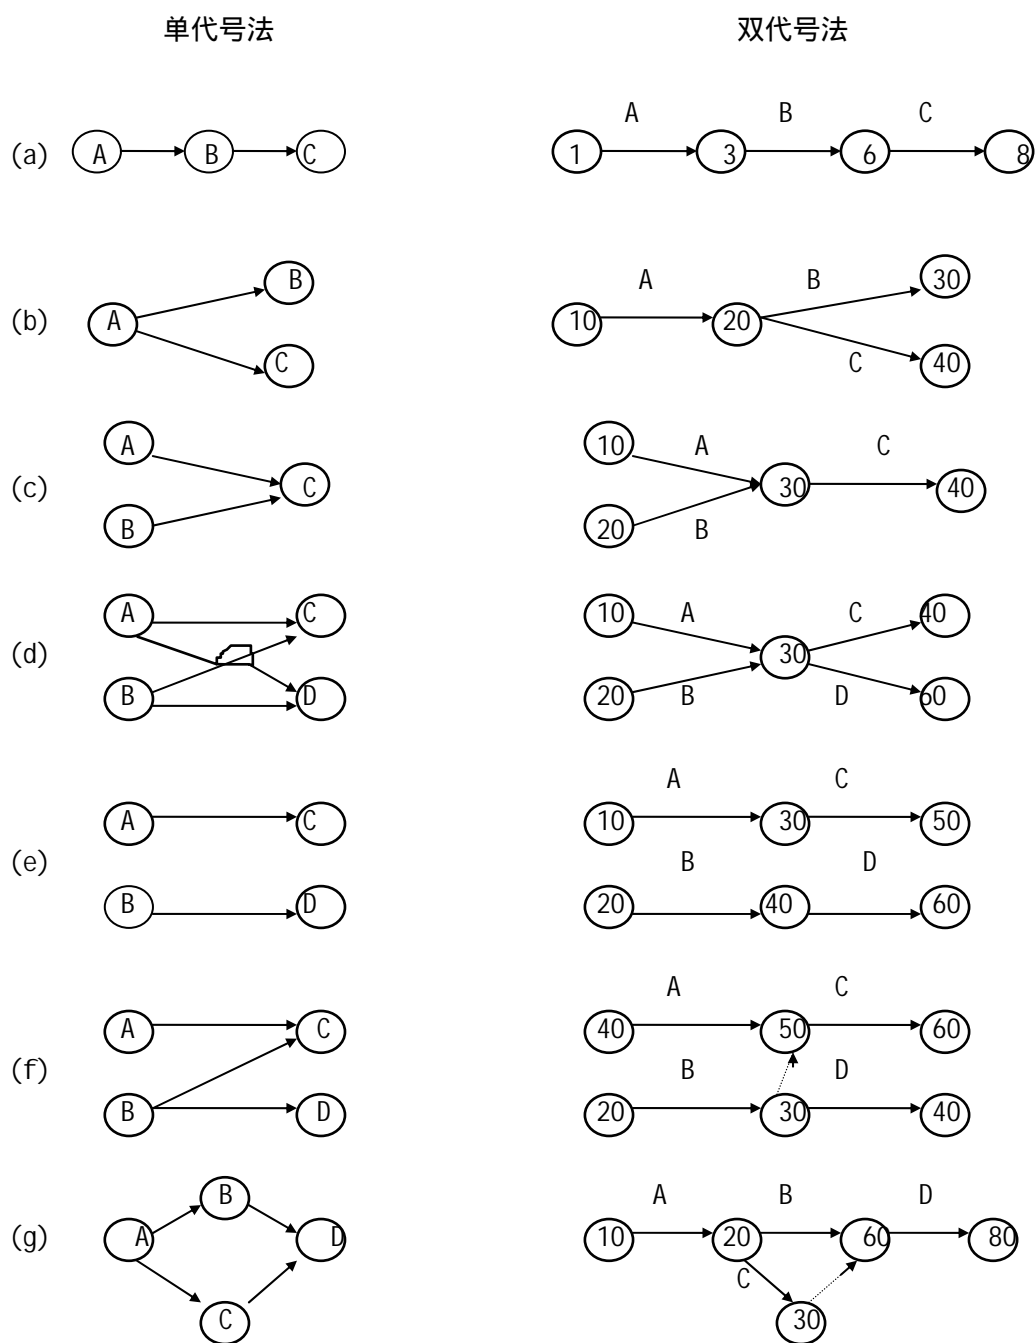 单代号法 双代号法
A B C
(a) A B C 1 3 6 8
B A B 30
(b) A 10 20
C C 40
A 10 A C
(c) C 30 40
B 20 B
A C 10 A C 40
(d) 30
B D 20 B D 60
A C
A C 10 30 50
(e) B D
B D 20 40 60
A C
A C 40 50 60
(f) B D
B D 20 30 40
B A B D
(g) A D 10 20 60 80
C
C 30